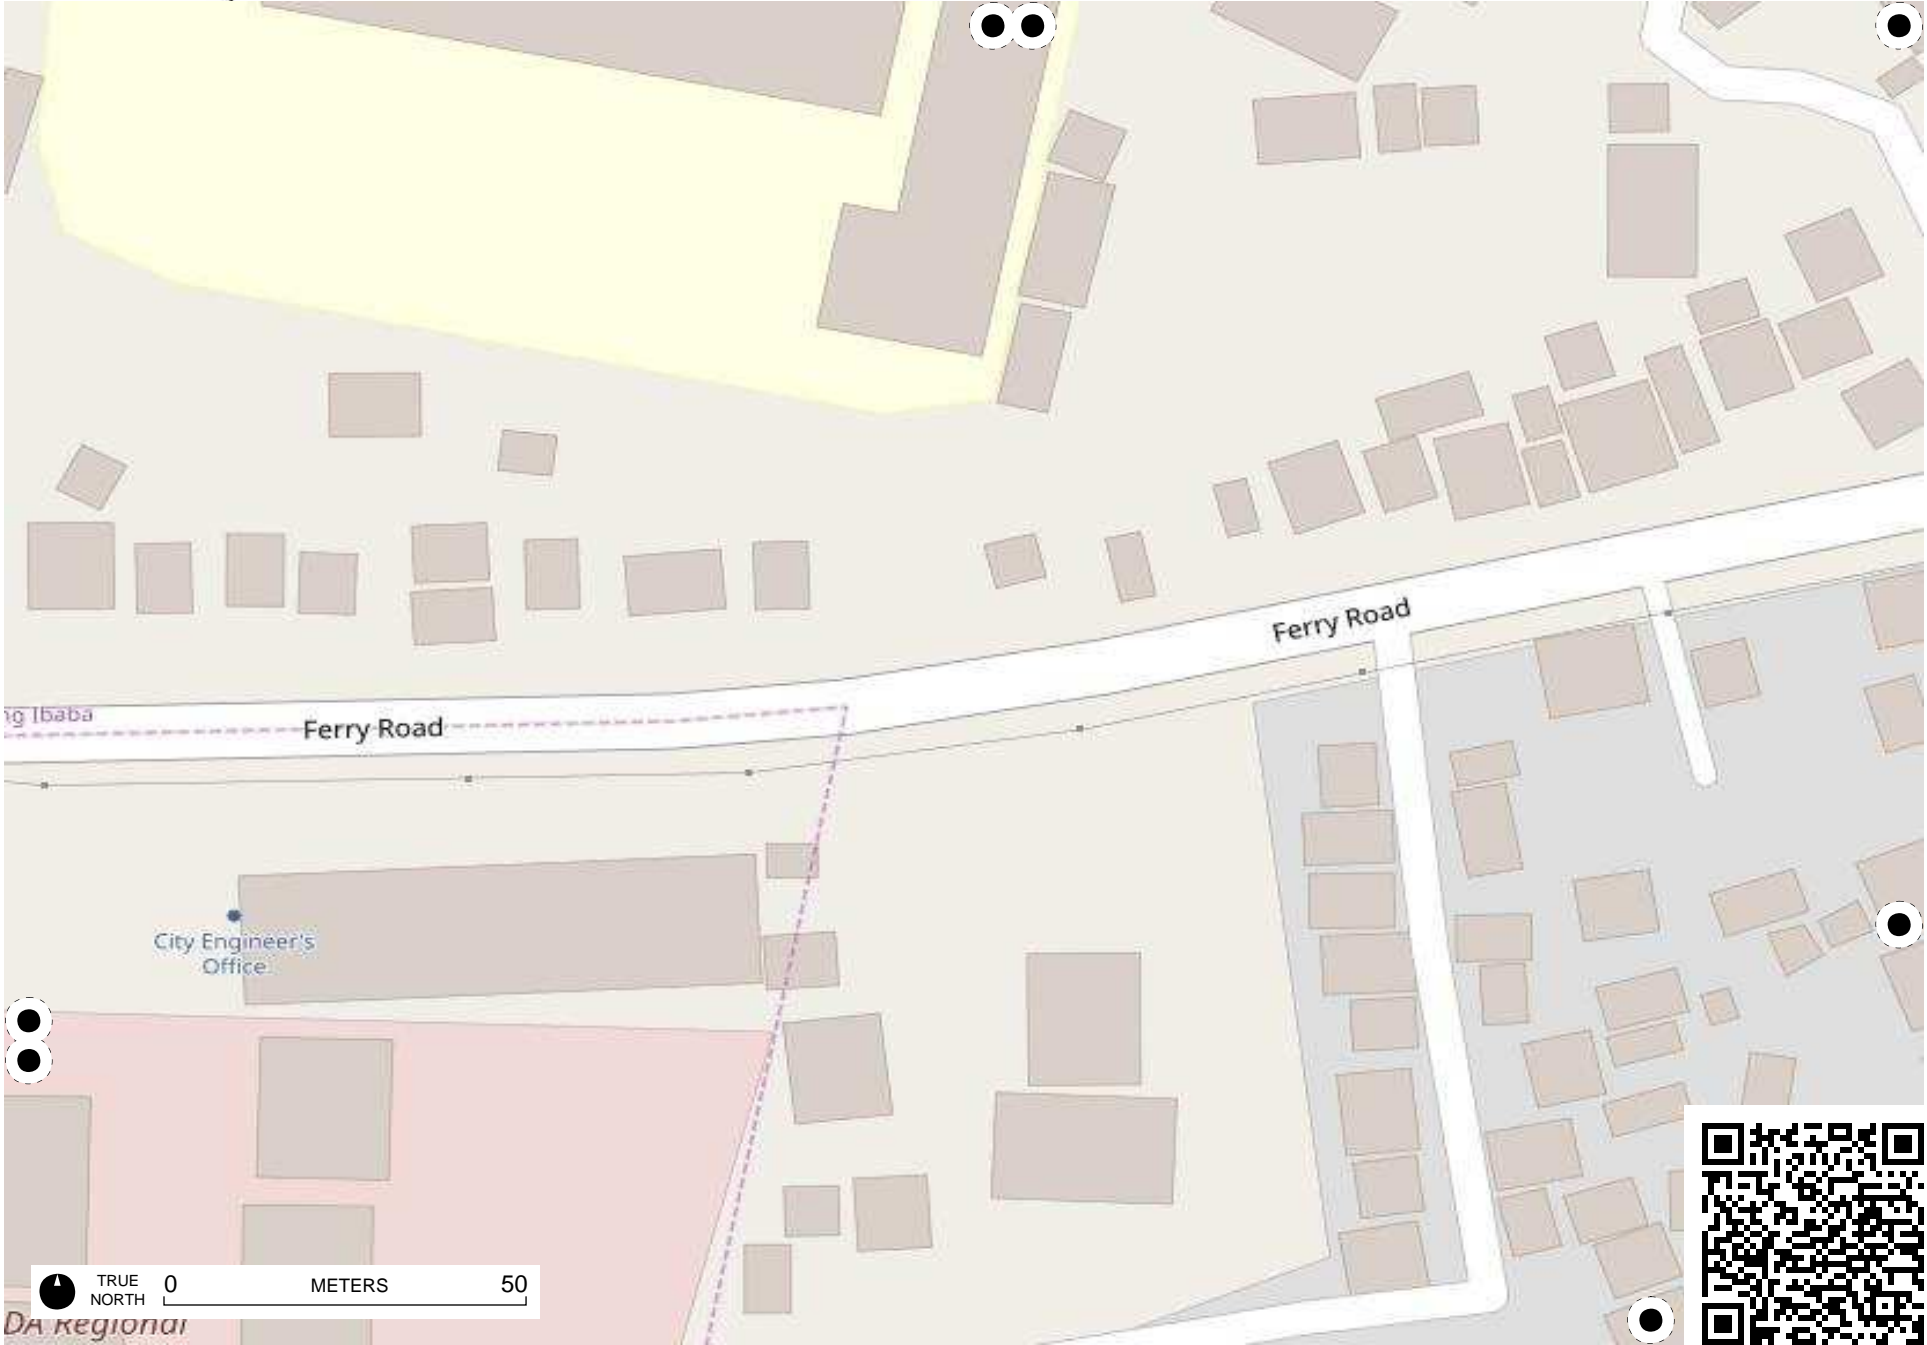 Ferry Road
ng Ibaba
Ferry Road
City Engineer's
Office
TRUE
NORTH
0 METERS 50
DA Regional